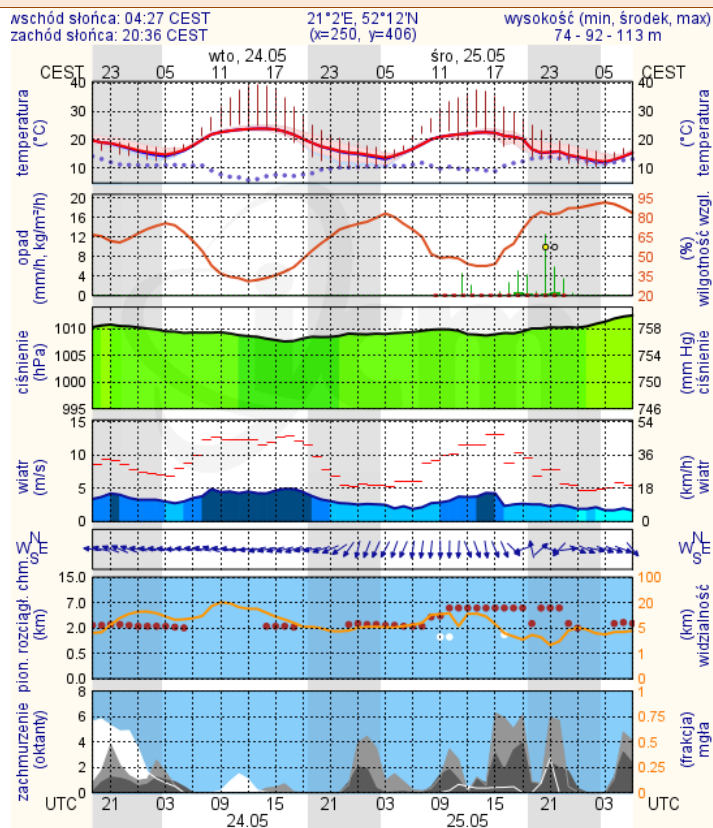 wschód słońca: 04:27 CEST 21°2'E, 52°12'N wysokość (min, środek, max)
zachód słońca: 20:36 CEST (x=250, y=406) 74 - 92 - 113 m
wto, 24.05 śro, 25.05
CEST 23 05 11 17 23 05 11 17 23 05 CEST
temperatura (°C)
40 30 20 10
40 30 20 10
temperatura (°C)
opad (mm/h, kg/m²/h)
20 16 12 8 4 0
95 80 65 50 35 20
(%) wilgotność wzgl.
ciśnienie (hPa)
1010 1005 1000 995
758 754 750 746
(mm Hg) ciśnienie
wiatr (m/s)
15 10 5 0
54 36 18 0
(km/h) wiatr
N
W E
S
N
W E
S
pion. rozciągł. chm. (km)
15.0 7.0 2.0 0.5 0.0
100 20 5 1 0
(km) widzialność
zachmurzenie (oktanty)
8 6 4 2 0
1 0.75 0.5 0.25 0
(frakcja) mgła
UTC 21 03 09 15 21 03 09 15 21 03 UTC
24.05 25.05